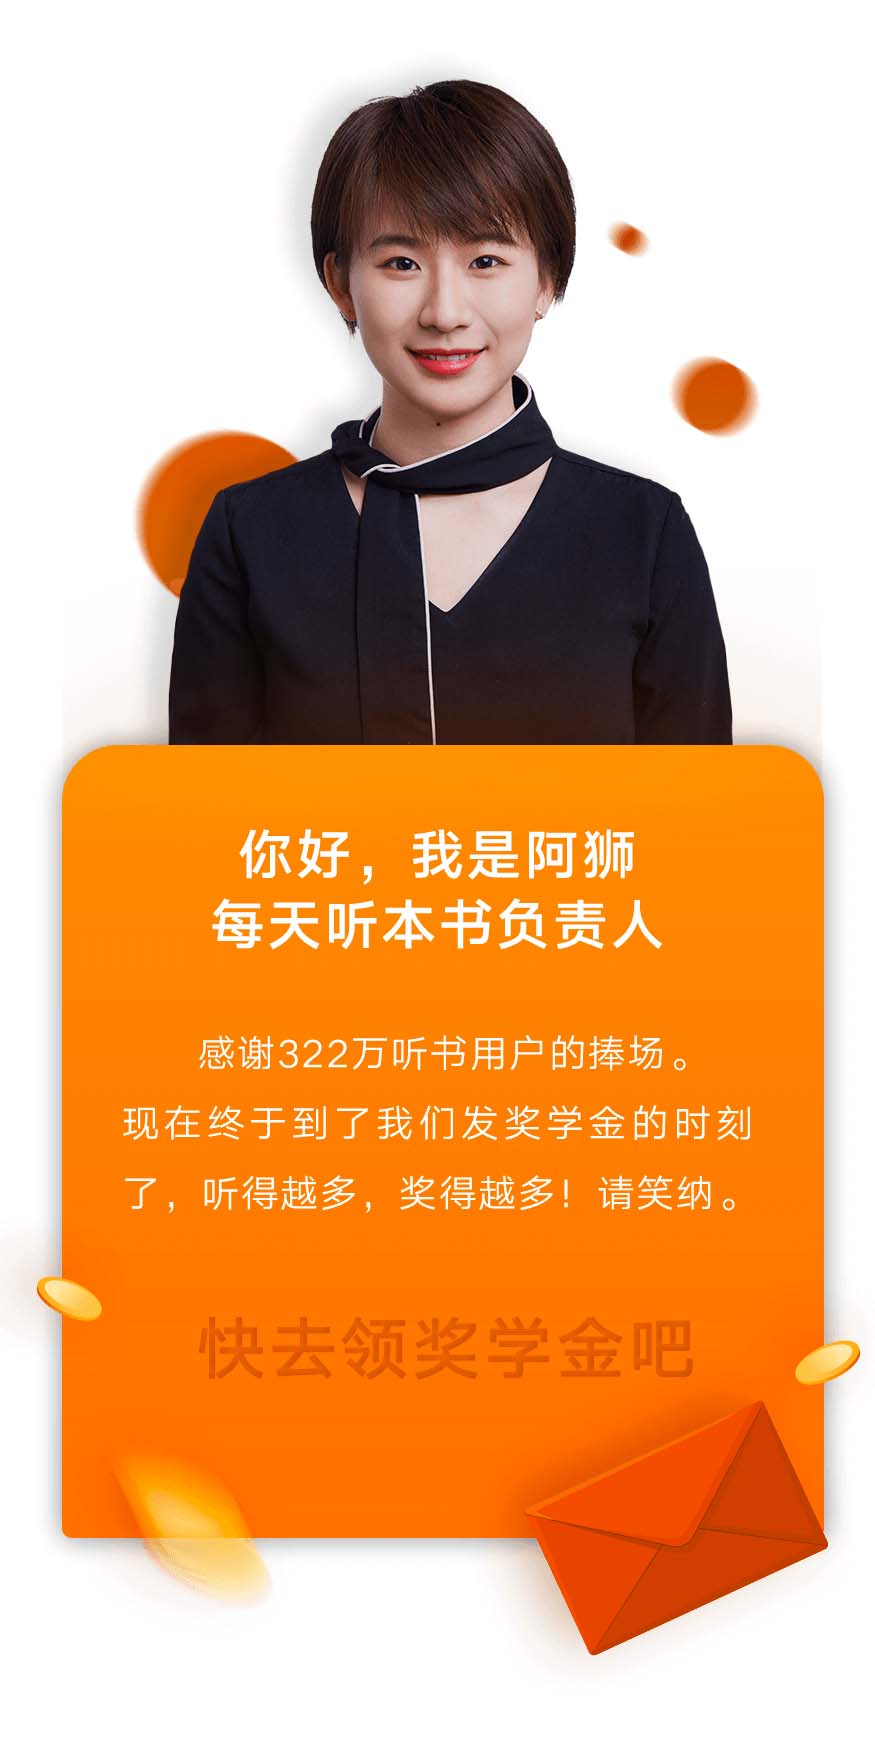 你好，我是阿狮
每天听本书负责人
感谢322万听书用户的捧场。
现在终于到了我们发奖学金的时刻
了，听得越多，奖得越多！请笑纳。
快去领奖学金吧